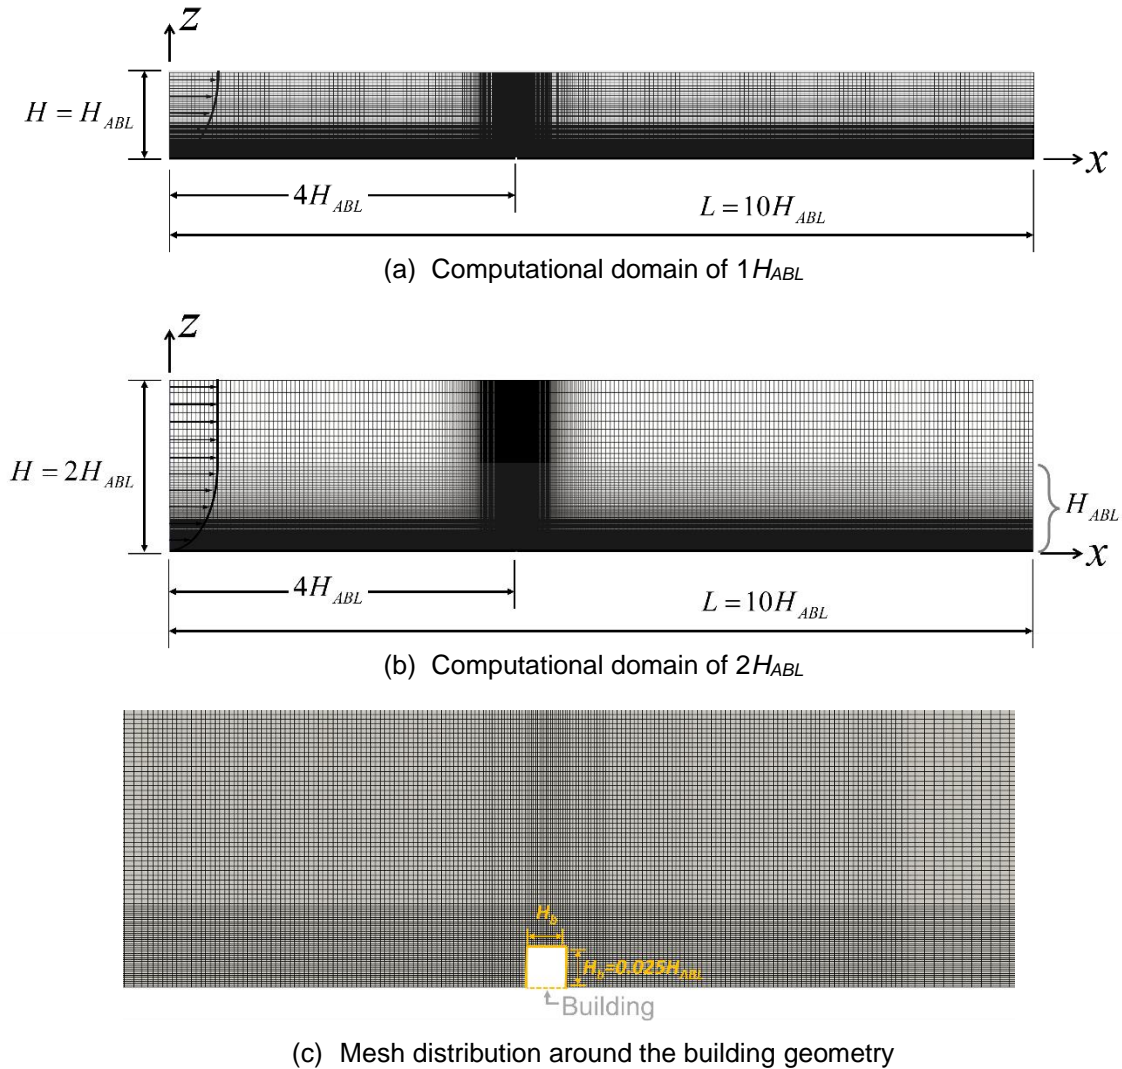 z
H = H_ABL
x
4H_ABL
L = 10H_ABL
(a) Computational domain of 1H_ABL
z
H = 2H_ABL
H_ABL
x
4H_ABL
L = 10H_ABL
(b) Computational domain of 2H_ABL
H_b
H_b=0.025H_ABL
Building
(c) Mesh distribution around the building geometry